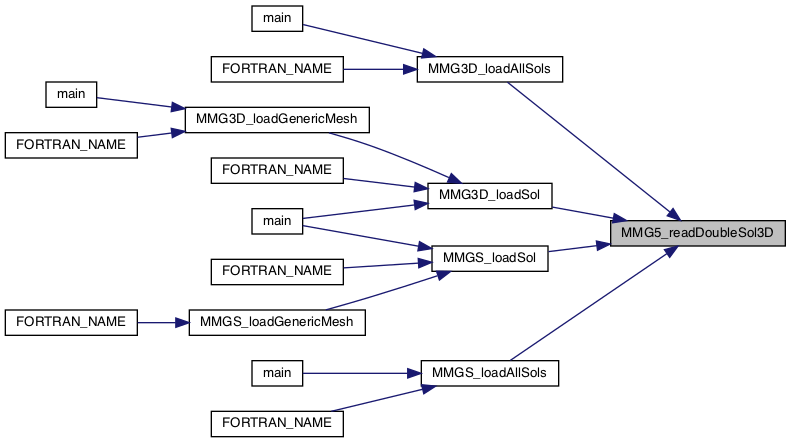 main
FORTRAN_NAME
MMG3D_loadAllSols
main
MMG3D_loadGenericMesh
FORTRAN_NAME
FORTRAN_NAME
MMG3D_loadSol
main
MMG5_readDoubleSol3D
MMGS_loadSol
FORTRAN_NAME
FORTRAN_NAME
MMGS_loadGenericMesh
main
MMGS_loadAllSols
FORTRAN_NAME